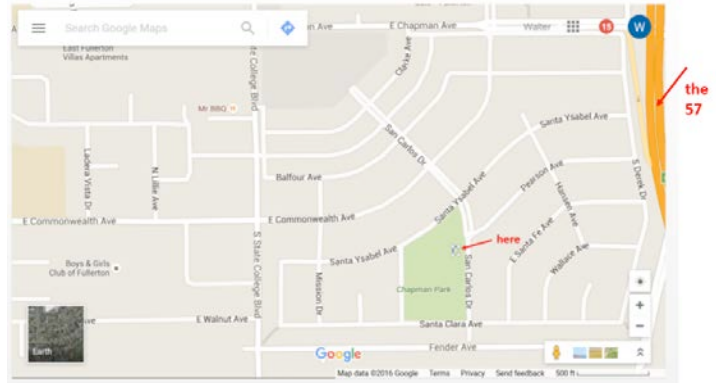 Search Google Maps
Walter
15
W
the
57
East Fullerton
Villas Apartments
E Chapman Ave
S State College Blvd
Mr BBQ
Santa Ysabel Ave
San Carlos Dr
Ladera Vista Dr
N Lillie Ave
Balfour Ave
Santa Ysabel Ave
Pearson Ave
S Derek Dr
Hansen Ave
E Commonwealth Ave
E Commonwealth Ave
here
Santa Ysabel Ave
E Santa Fe Ave
Wallace Ave
S State College Blvd
Boys & Girls
Club of Fullerton
Mission Dr
San Carlos Dr
Chapman Park
E Walnut Ave
Santa Clara Ave
Earth
Google
Fender Ave
Map data ©2016 Google Terms Privacy Send feedback 500 ft